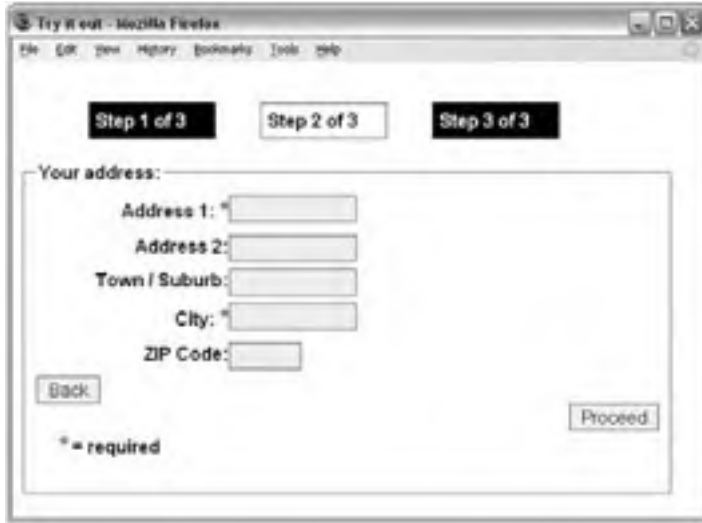 Try it out - Mozilla Firefox
File Edit View History Bookmarks Tools Help
Step 1 of 3 Step 2 of 3 Step 3 of 3
Your address:
Address 1: *
Address 2:
Town / Suburb:
City: *
ZIP Code:
Back
Proceed
* = required